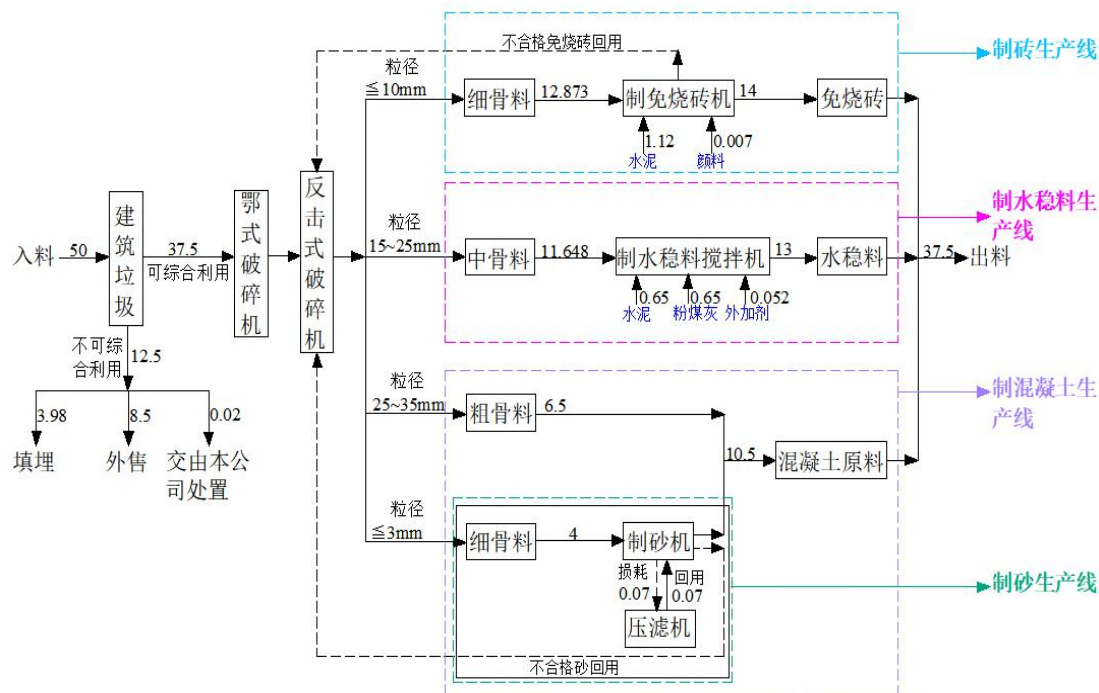 不合格免烧砖回用
制砖生产线
粒径
≦10mm
细骨料
12.873
制免烧砖机
14
免烧砖
1.12
水泥
0.007
颜料
制水稳料生
产线
粒径
15~25mm
中骨料
11.648
制水稳料搅拌机
13
水稳料
37.5
出料
0.65
水泥
0.65
粉煤灰
0.052
外加剂
入料
50
建筑垃圾
37.5
可综合利用
鄂式破碎机
反击式破碎机
不可综
合利用
12.5
3.98
填埋
8.5
外售
0.02
交由本公
司处置
制混凝土生
产线
粒径
25~35mm
粗骨料
6.5
10.5
混凝土原料
粒径
≦3mm
细骨料
4
制砂机
损耗
0.07
回用
0.07
压滤机
制砂生产线
不合格砂回用